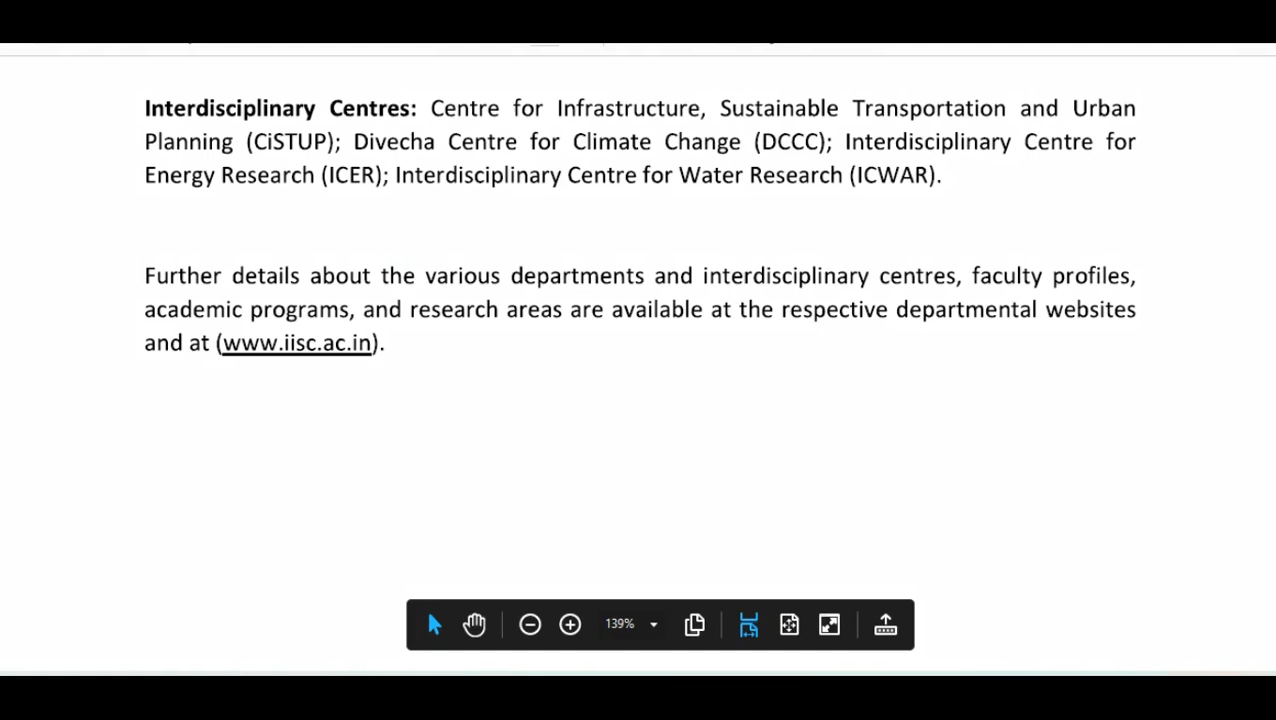 Interdisciplinary Centres: Centre for Infrastructure, Sustainable Transportation and Urban
Planning (CiSTUP); Divecha Centre for Climate Change (DCCC); Interdisciplinary Centre for
Energy Research (ICER); Interdisciplinary Centre for Water Research (ICWAR).
Further details about the various departments and interdisciplinary centres, faculty profiles,
academic programs, and research areas are available at the respective departmental websites
and at (www.iisc.ac.in).
139%